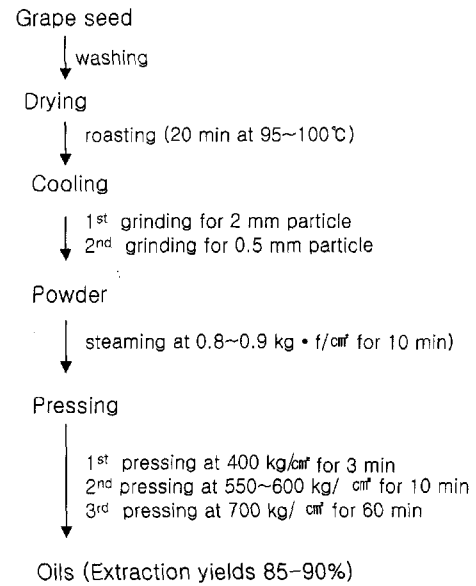 Grape seed
washing
Drying
roasting (20 min at 95~100℃)
Cooling
1st grinding for 2 mm particle
2nd grinding for 0.5 mm particle
Powder
steaming at 0.8~0.9 kg • f/㎠ for 10 min)
Pressing
1st pressing at 400 kg/㎠ for 3 min
2nd pressing at 550~600 kg/ ㎠ for 10 min
3rd pressing at 700 kg/ ㎠ for 60 min
Oils (Extraction yields 85-90%)